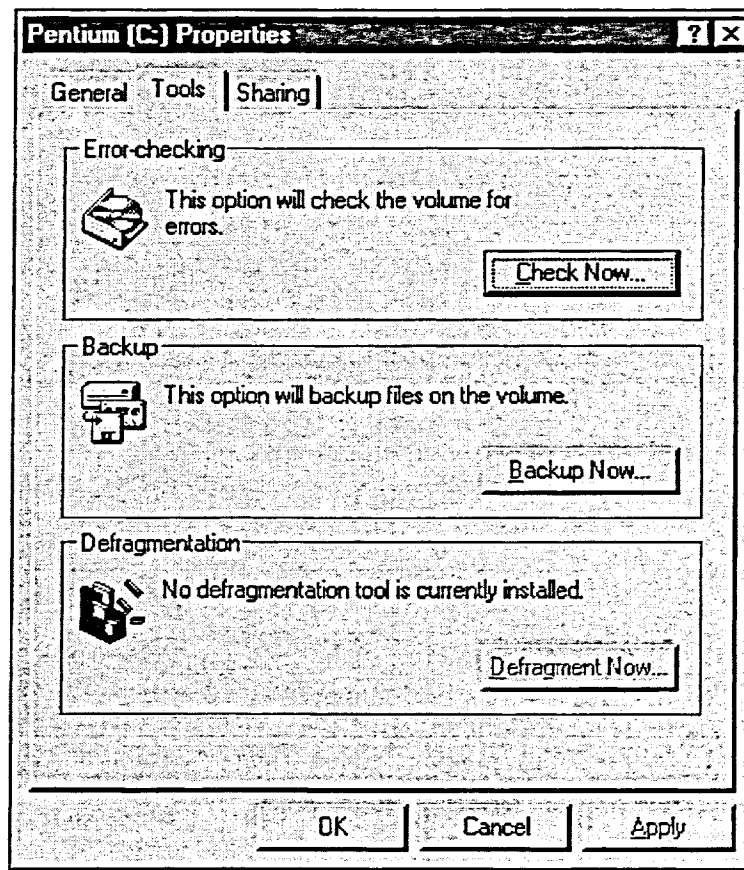 Pentium (C:) Properties ? ×
General Tools Sharing
Error-checking
This option will check the volume for
errors.
Check Now...
Backup
This option will backup files on the volume.
Backup Now...
Defragmentation
No defragmentation tool is currently installed.
Defragment Now...
OK Cancel Apply